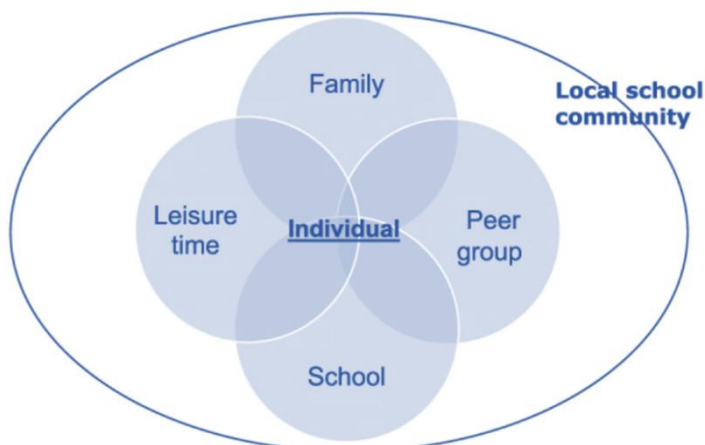 Family
Local school
community
Leisure
time
Individual
Peer
group
School